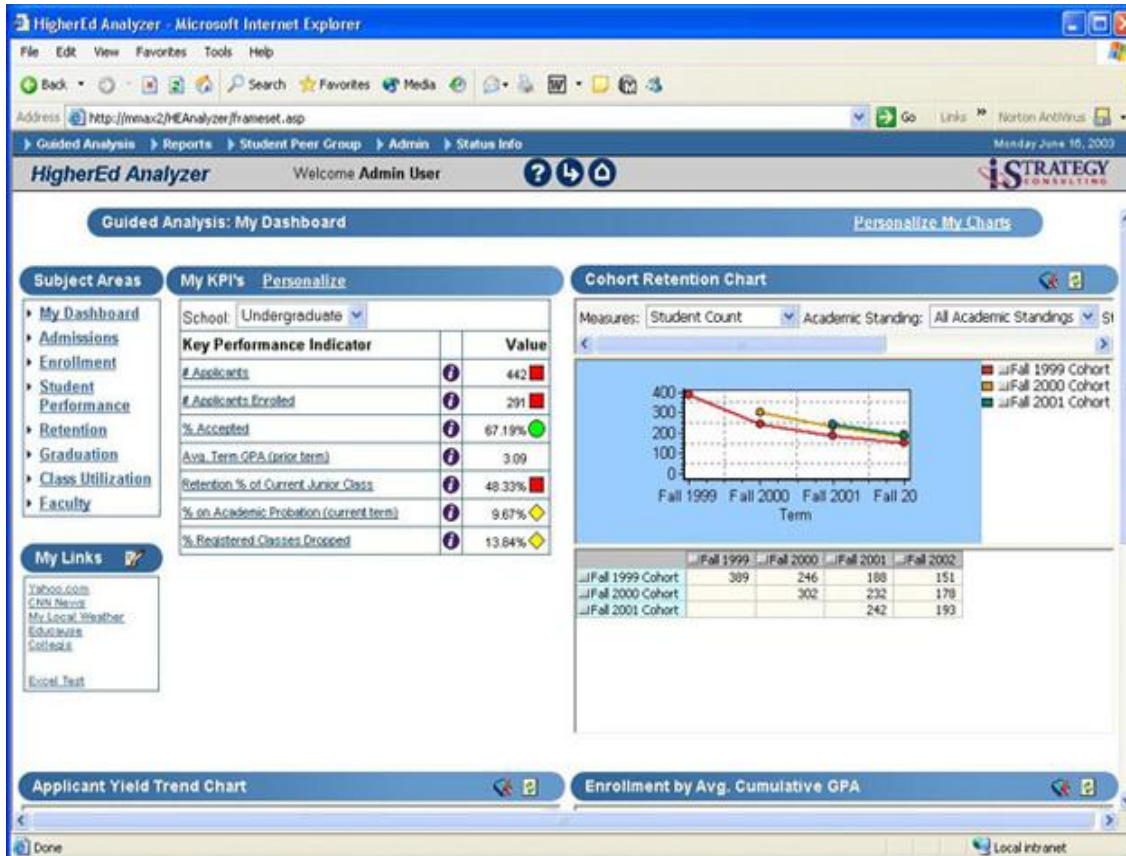 HigherEd Analyzer - Microsoft Internet Explorer
File Edit View Favorites Tools Help
Back Search Favorites Media
Address http://mmax2/HEAnalyzer/frameset.asp Go Links Norton AntiVirus
Guided Analysis Reports Student Peer Group Admin Status Info Monday June 16, 2003
HigherEd Analyzer Welcome Admin User iSTRATEGY
CONSULTING
Guided Analysis: My Dashboard Personalize My Charts
Subject Areas
My Dashboard
Admissions
Enrollment
Student
Performance
Retention
Graduation
Class Utilization
Faculty
My Links
Yahoo.com
CNN News
My Local Weather
Educause
Collegis
Excel Test
My KPI's Personalize
School: Undergraduate
Key Performance Indicator Value
# Applicants 442
# Applicants Enrolled 291
% Accepted 67.19%
Avg. Term GPA (prior term) 3.09
Retention % of Current Junior Class 48.33%
% on Academic Probation (current term) 9.67%
% Registered Classes Dropped 13.84%
Cohort Retention Chart
Measures: Student Count Academic Standing: All Academic Standings St
400
300
200
100
0
Fall 1999 Fall 2000 Fall 2001 Fall 20
Term
Fall 1999 Cohort
Fall 2000 Cohort
Fall 2001 Cohort
Fall 1999 Fall 2000 Fall 2001 Fall 2002
Fall 1999 Cohort 389 246 188 151
Fall 2000 Cohort 302 232 178
Fall 2001 Cohort 242 193
Applicant Yield Trend Chart
Enrollment by Avg. Cumulative GPA
Done Local intranet